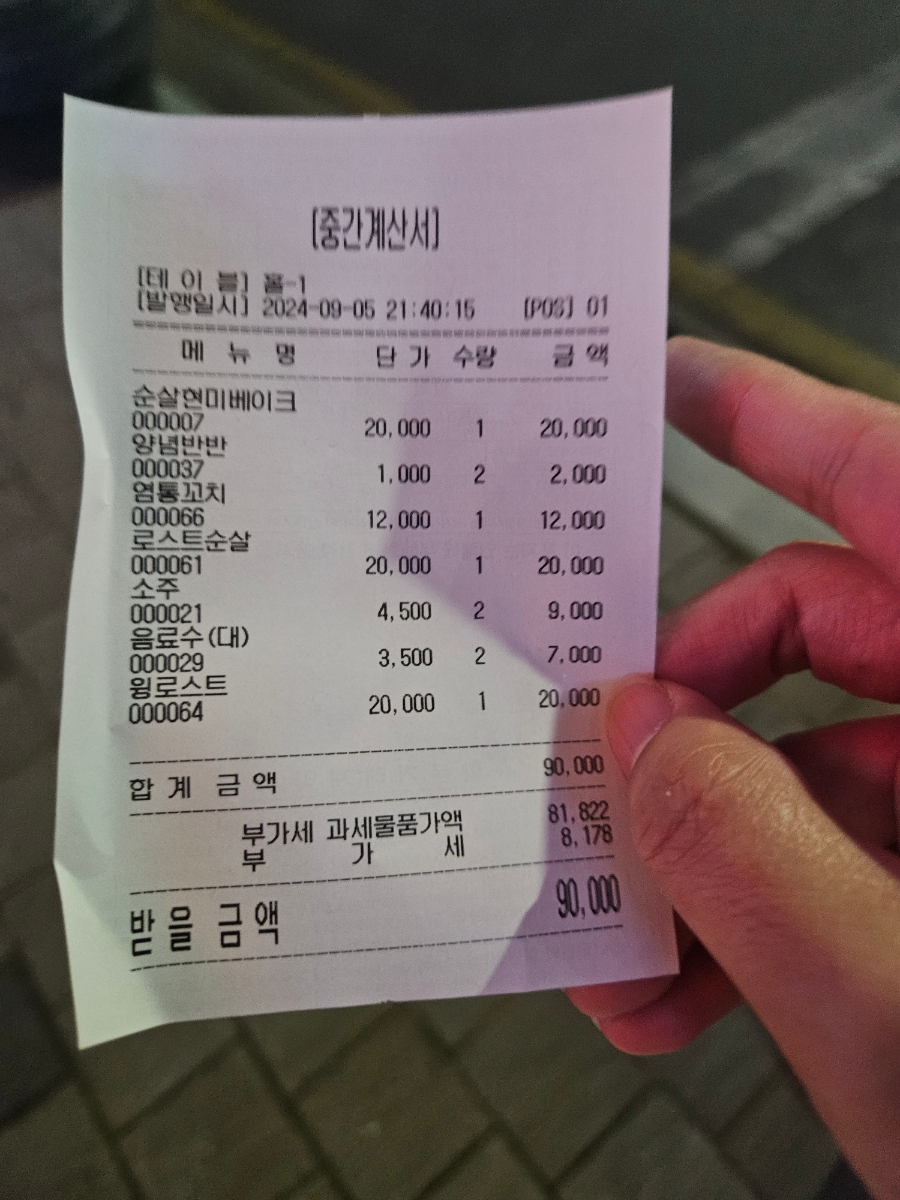 [중간계산서]
[테 이 블] 홀-1
[발행일시] 2024-09-05 21:40:15 [POS] 01
메 뉴 명 단 가 수량 금 액
순살현미베이크
000007 20,000 1 20,000
양념반반
000037 1,000 2 2,000
염통꼬치
000066 12,000 1 12,000
로스트순살
000061 20,000 1 20,000
소주
000021 4,500 2 9,000
음료수(대)
000029 3,500 2 7,000
윙로스트
000064 20,000 1 20,000
합 계 금 액 90,000
부가세 과세물품가액 81,822
부 가 세 8,178
받 을 금 액 90,000